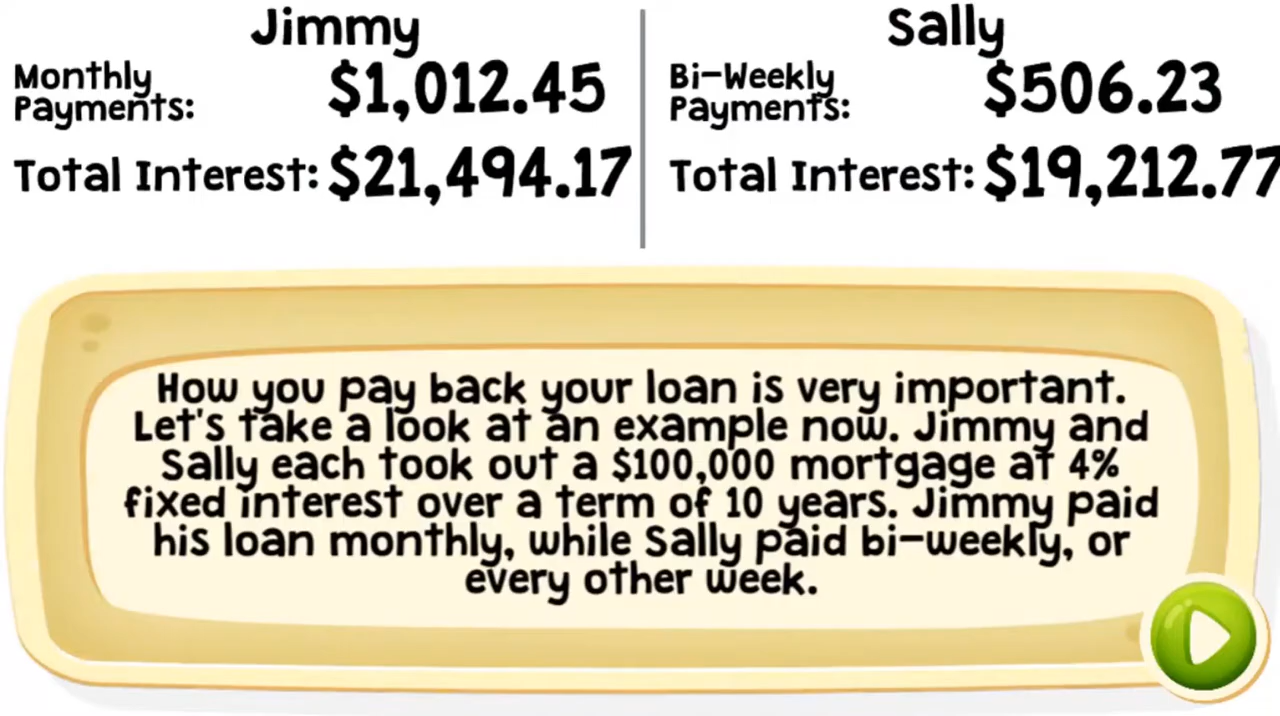 Jimmy
Monthly
Payments:
$1,012.45
Total Interest: $21,494.17
Sally
Bi-Weekly
Payments:
$506.23
Total Interest: $19,212.77
How you pay back your loan is very important.
Let's take a look at an example now. Jimmy and
Sally each took out a $100,000 mortgage at 4%
fixed interest over a term of 10 years. Jimmy paid
his loan monthly, while Sally paid bi-weekly, or
every other week.